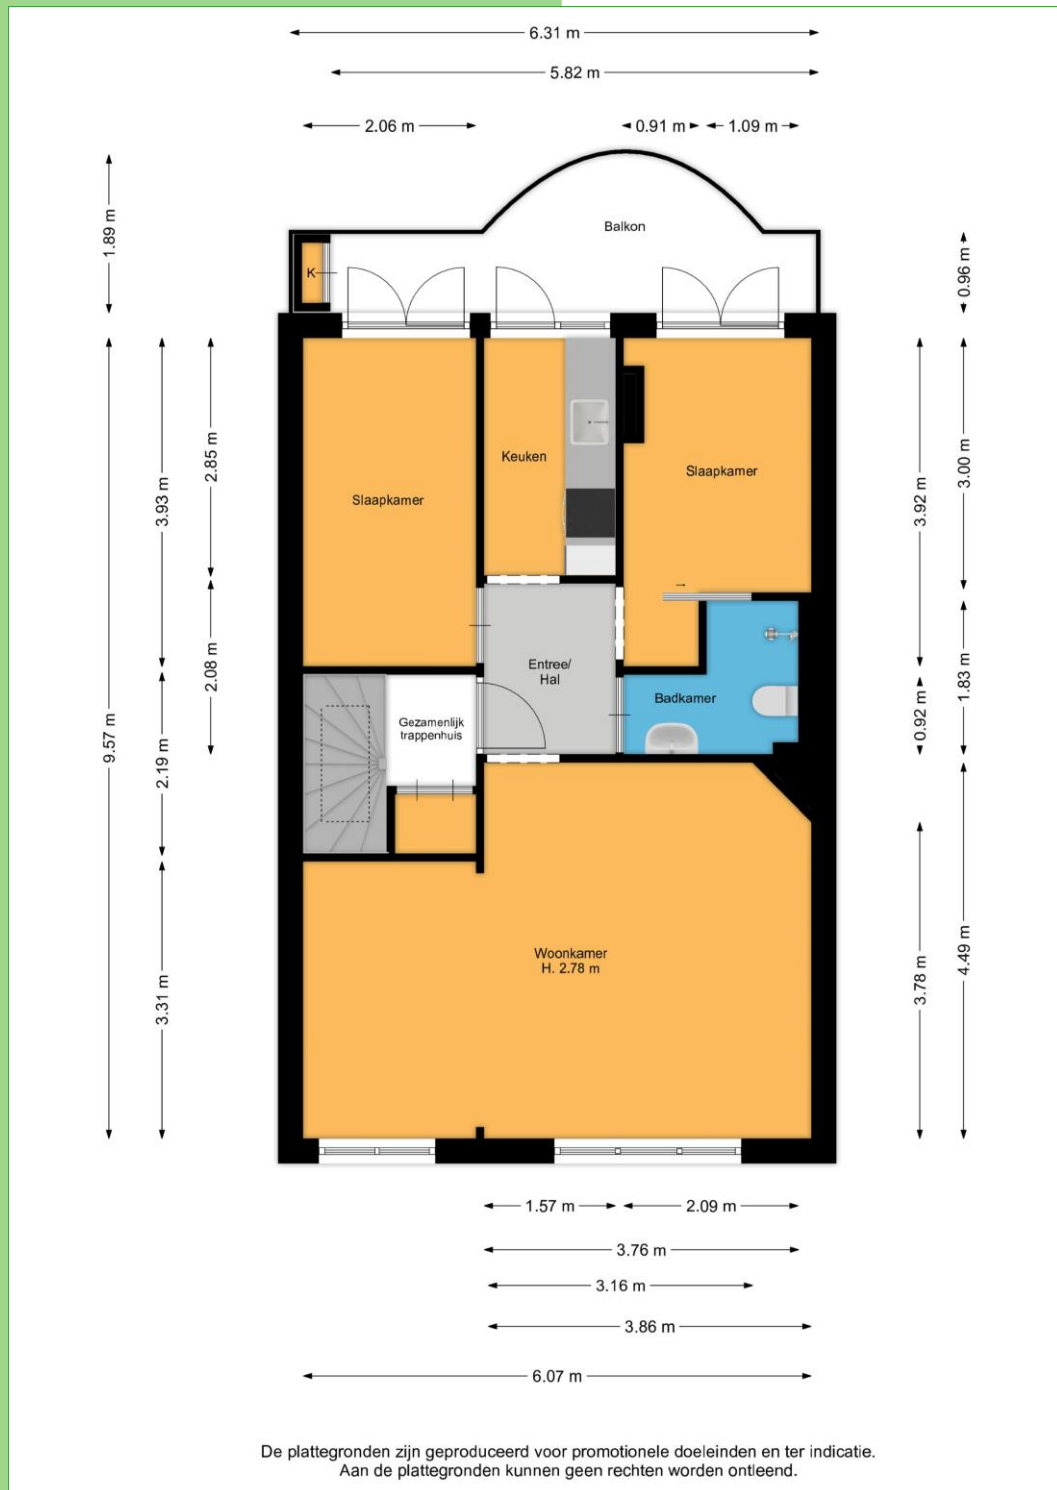 6.31 m
5.82 m
2.06 m
0.91 m
1.09 m
1.89 m
Balkon
0.96 m
K
9.57 m
3.93 m
2.85 m
2.08 m
2.19 m
3.31 m
Slaapkamer
Keuken
Slaapkamer
3.92 m
3.00 m
Entree/
Hal
Badkamer
Gezamenlijk
trappenhuis
0.92 m
1.83 m
Woonkamer
H. 2.78 m
3.78 m
4.49 m
1.57 m
2.09 m
3.76 m
3.16 m
3.86 m
6.07 m
De plattegronden zijn geproduceerd voor promotionele doeleinden en ter indicatie.
Aan de plattegronden kunnen geen rechten worden ontleend.